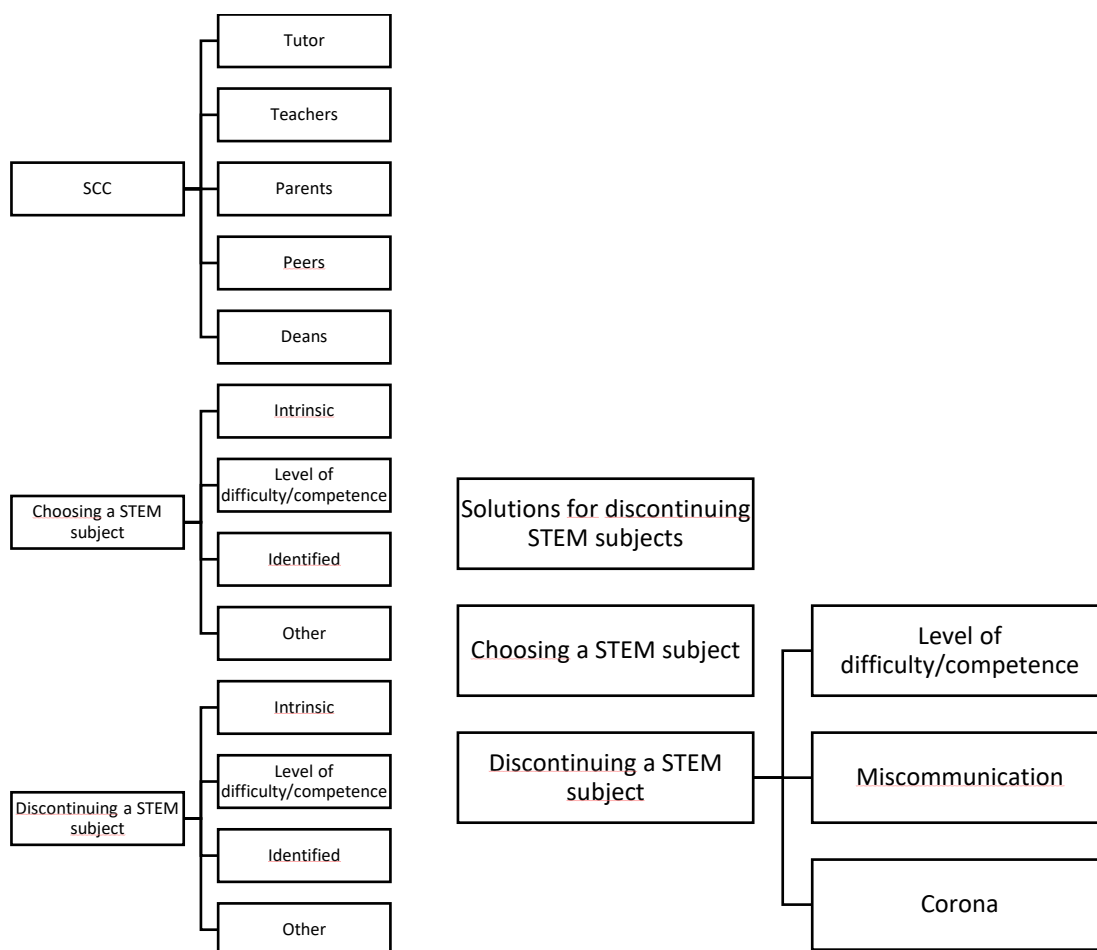 SCC
Tutor
Teachers
Parents
Peers
Deans
Choosing a STEM
subject
Intrinsic
Level of
difficulty/competence
Identified
Other
Discontinuing a STEM
subject
Intrinsic
Level of
difficulty/competence
Identified
Other
Solutions for discontinuing
STEM subjects
Choosing a STEM subject
Discontinuing a STEM
subject
Level of
difficulty/competence
Miscommunication
Corona